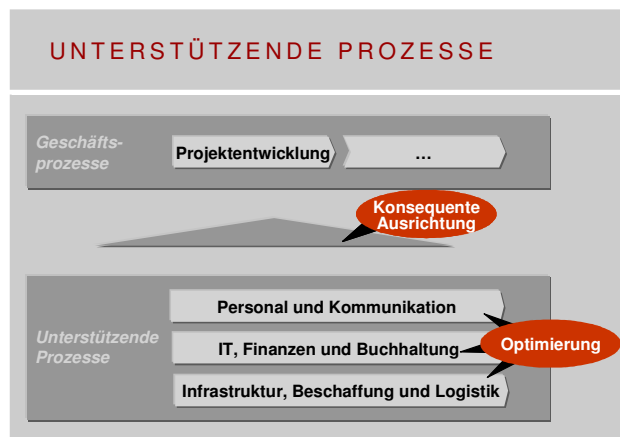 UNTERSTÜTZENDE PROZESSE
Geschäfts-
prozesse
Projektentwicklung
...
Konsequente
Ausrichtung
Unterstützende
Prozesse
Personal und Kommunikation
IT, Finanzen und Buchhaltung
Infrastruktur, Beschaffung und Logistik
Optimierung